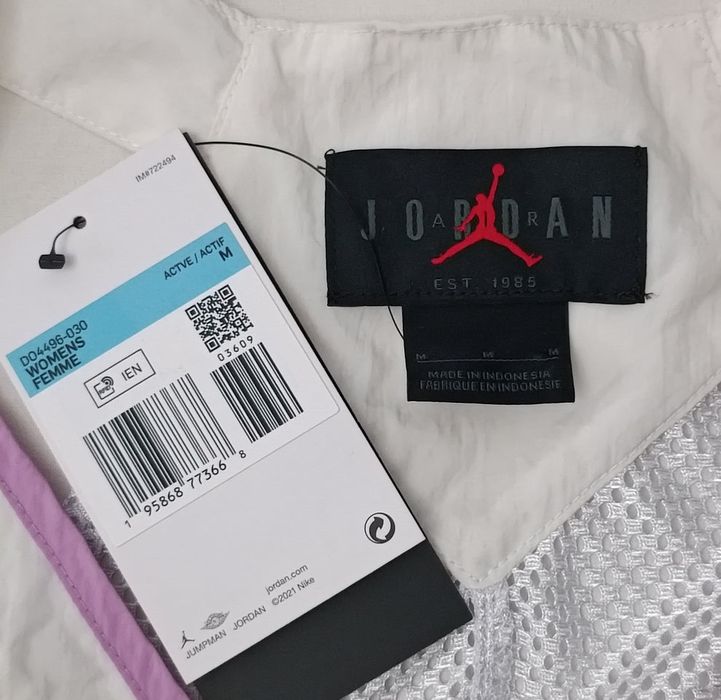 IM#722494
ACTVE / ACTIF
M
DO4496-030
WOMENS
FEMME
IEN
03609
1 95868 77366 8
jordan.com
©2021 Nike
JUMPMAN JORDAN
JORDAN
AIR
EST. 1985
M M M
MADE IN INDONESIA
FABRIQUE EN INDONESIE